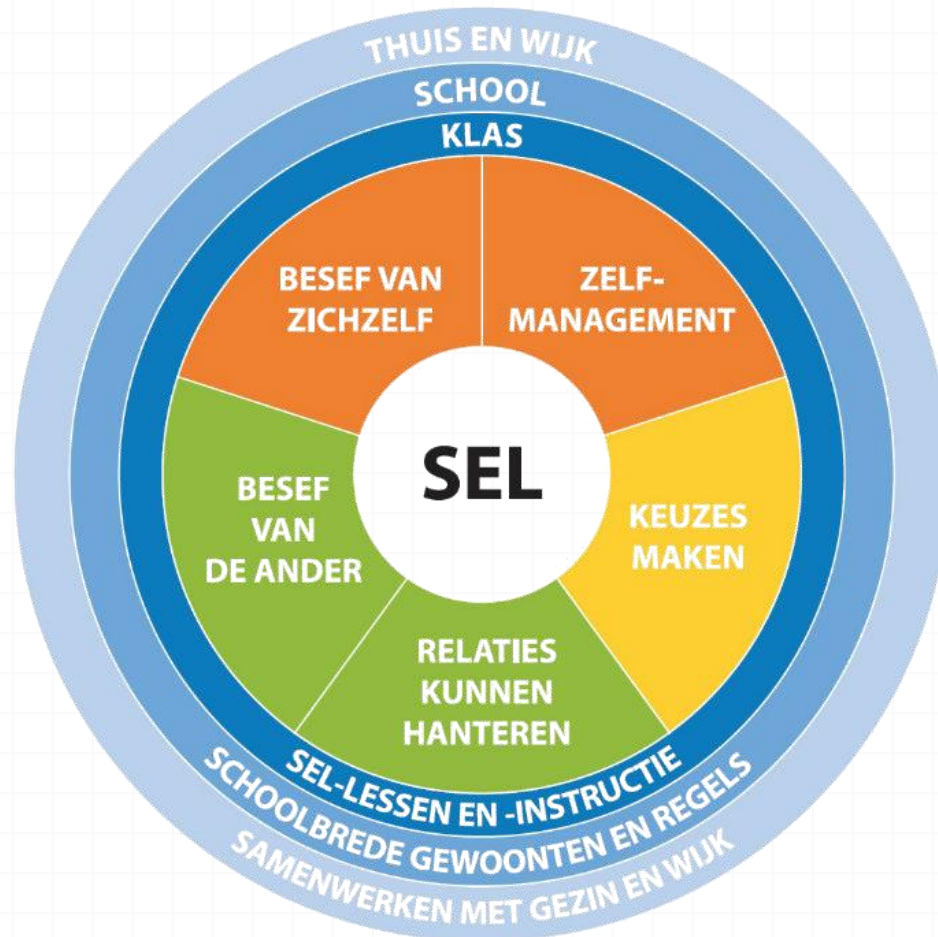 THUIS EN WIJK
SCHOOL
KLAS
BESEF VAN
ZICHZELF
ZELF-
MANAGEMENT
SEL
BESEF
VAN
DE ANDER
KEUZES
MAKEN
RELATIES
KUNNEN
HANTEREN
SEL-LESSEN EN -INSTRUCTIE
SCHOOLBREDE GEWOONTEN EN REGELS
SAMENWERKEN MET GEZIN EN WIJK